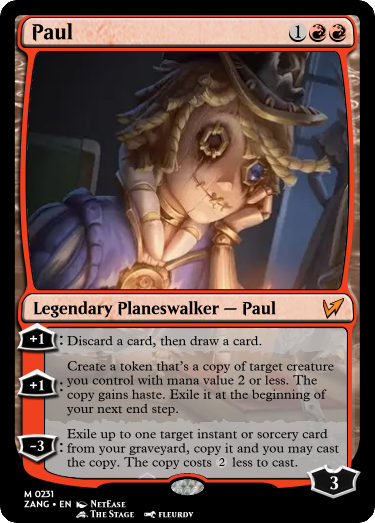 Paul 1
Legendary Planeswalker — Paul
+1: Discard a card, then draw a card.
Create a token that's a copy of target creature
+1: you control with mana value 2 or less. The
copy gains haste. Exile it at the beginning of
your next end step.
Exile up to one target instant or sorcery card
-3: from your graveyard, copy it and you may cast
the copy. The copy costs 2 less to cast.
3
M 0231
ZANG • EN NetEase
The Stage FLEURDV